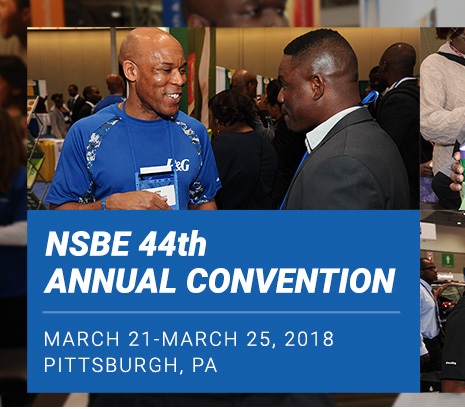 P&G
NSBE 44th
ANNUAL CONVENTION
MARCH 21-MARCH 25, 2018
PITTSBURGH, PA